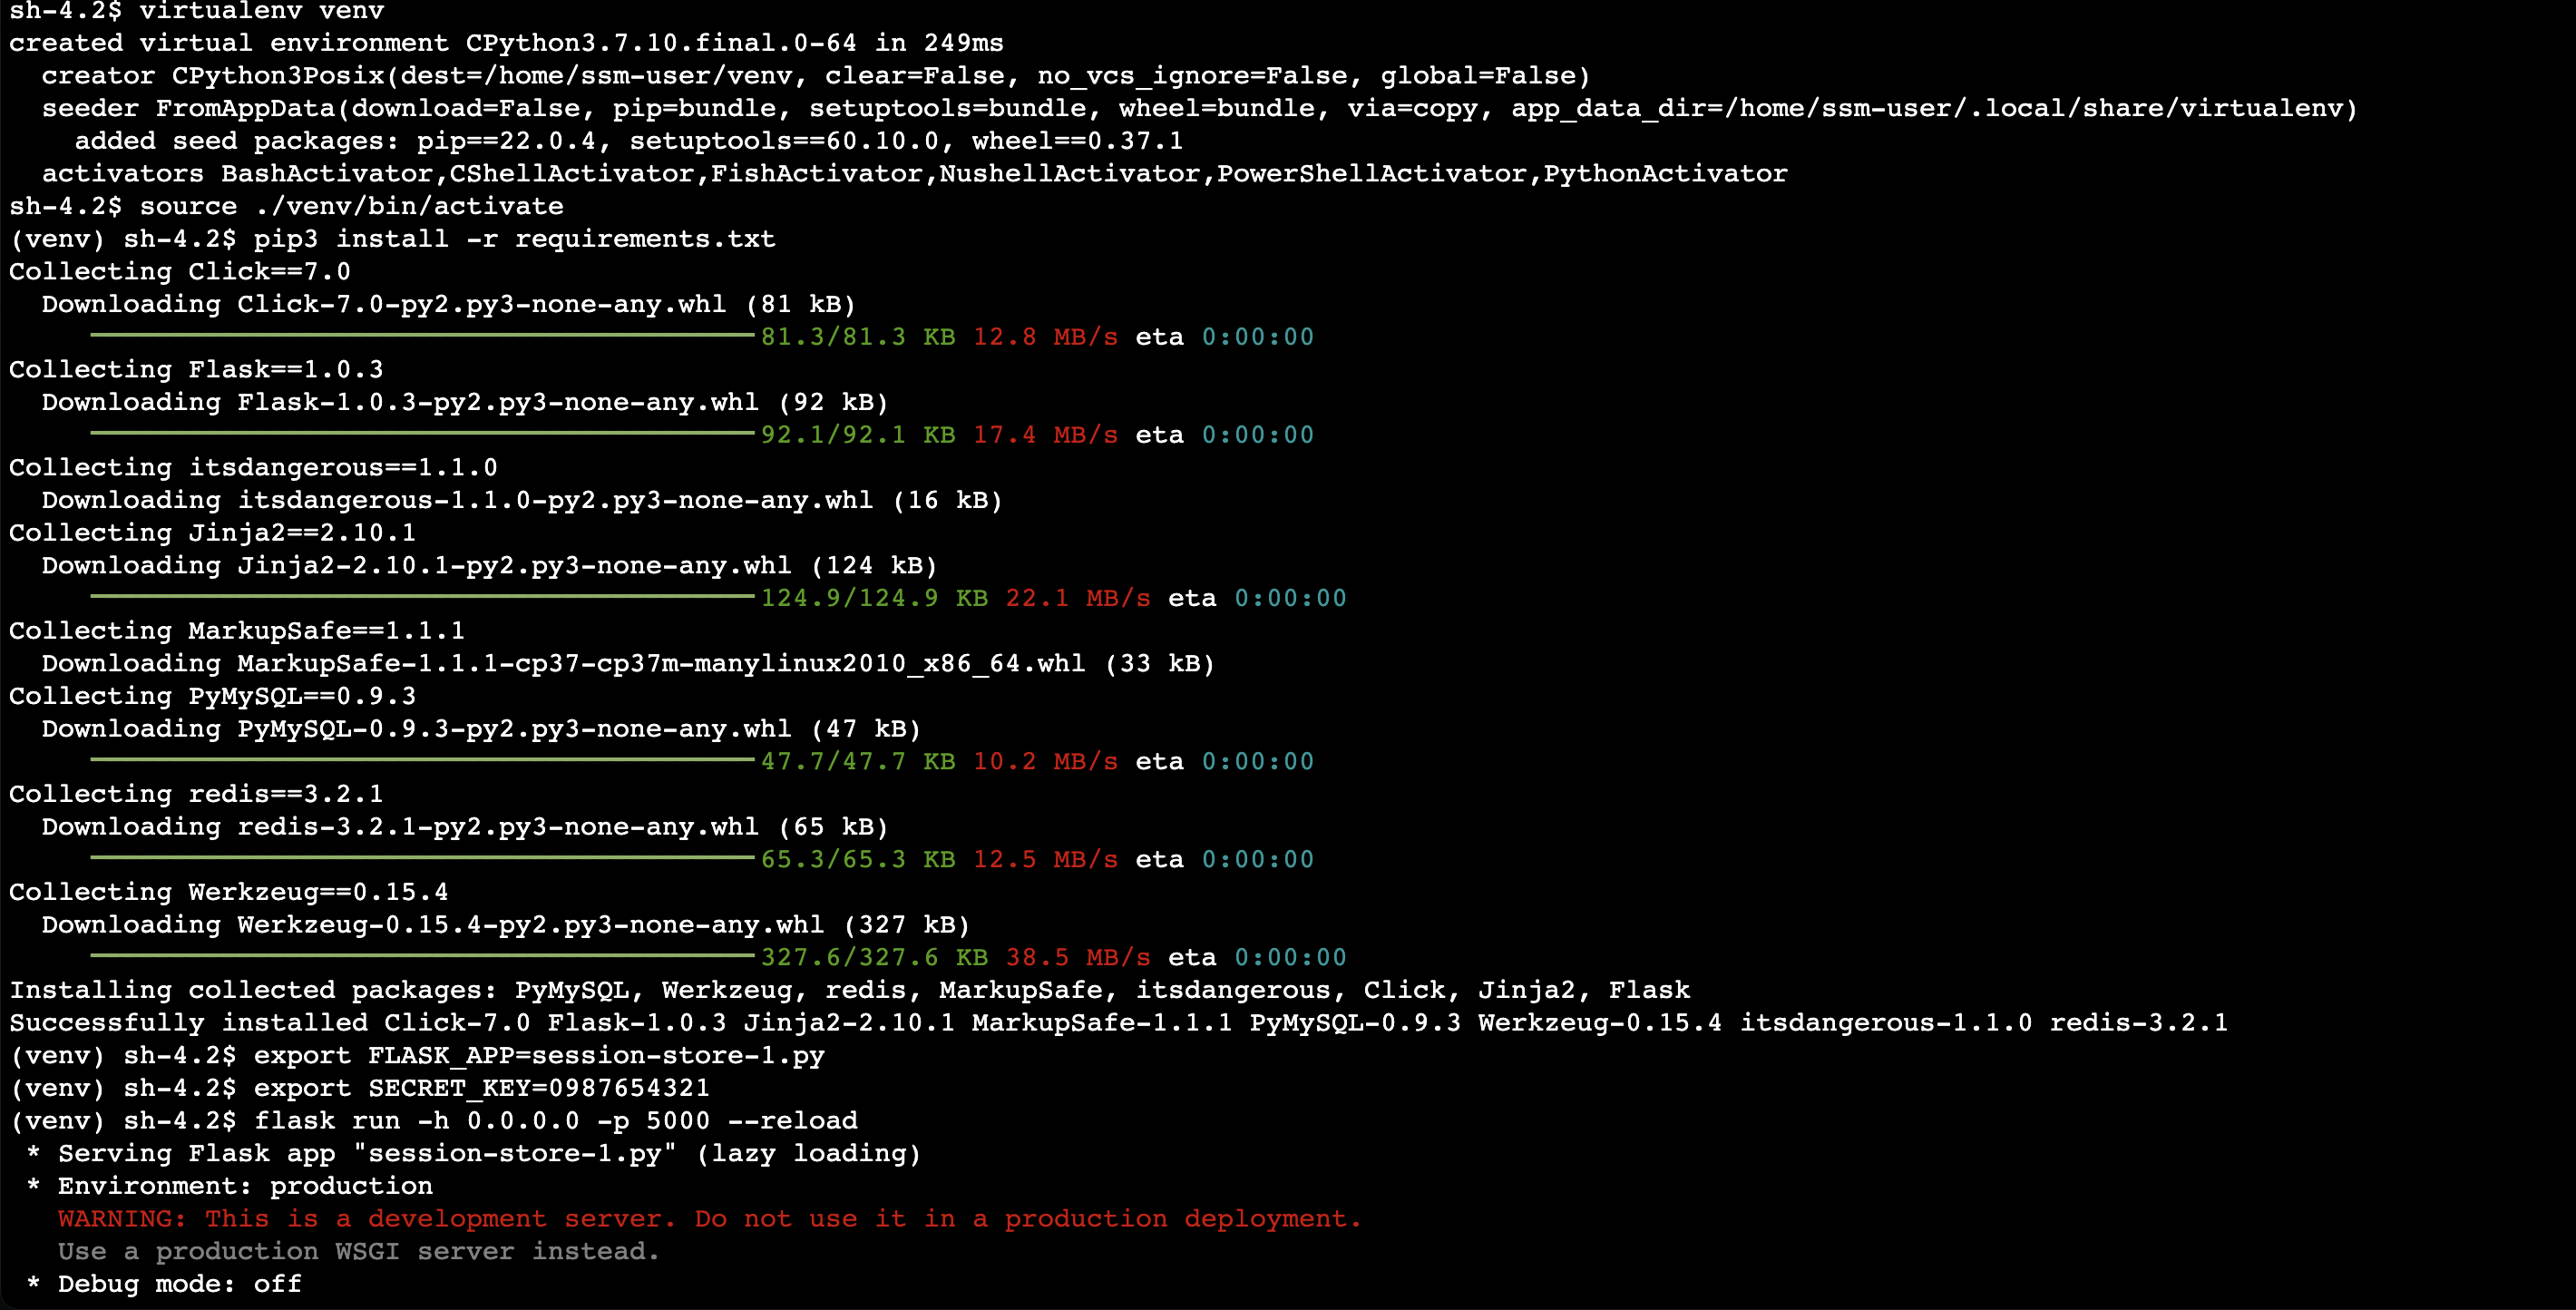 sh-4.2$ virtualenv venv
created virtual environment CPython3.7.10.final.0-64 in 249ms
  creator CPython3Posix(dest=/home/ssm-user/venv, clear=False, no_vcs_ignore=False, global=False)
  seeder FromAppData(download=False, pip=bundle, setuptools=bundle, wheel=bundle, via=copy, app_data_dir=/home/ssm-user/.local/share/virtualenv)
    added seed packages: pip==22.0.4, setuptools==60.10.0, wheel==0.37.1
  activators BashActivator,CShellActivator,FishActivator,NushellActivator,PowerShellActivator,PythonActivator
sh-4.2$ source ./venv/bin/activate
(venv) sh-4.2$ pip3 install -r requirements.txt
Collecting Click==7.0
  Downloading Click-7.0-py2.py3-none-any.whl (81 kB)
81.3/81.3 KB 12.8 MB/s eta 0:00:00
Collecting Flask==1.0.3
  Downloading Flask-1.0.3-py2.py3-none-any.whl (92 kB)
92.1/92.1 KB 17.4 MB/s eta 0:00:00
Collecting itsdangerous==1.1.0
  Downloading itsdangerous-1.1.0-py2.py3-none-any.whl (16 kB)
Collecting Jinja2==2.10.1
  Downloading Jinja2-2.10.1-py2.py3-none-any.whl (124 kB)
124.9/124.9 KB 22.1 MB/s eta 0:00:00
Collecting MarkupSafe==1.1.1
  Downloading MarkupSafe-1.1.1-cp37-cp37m-manylinux2010_x86_64.whl (33 kB)
Collecting PyMySQL==0.9.3
  Downloading PyMySQL-0.9.3-py2.py3-none-any.whl (47 kB)
47.7/47.7 KB 10.2 MB/s eta 0:00:00
Collecting redis==3.2.1
  Downloading redis-3.2.1-py2.py3-none-any.whl (65 kB)
65.3/65.3 KB 12.5 MB/s eta 0:00:00
Collecting Werkzeug==0.15.4
  Downloading Werkzeug-0.15.4-py2.py3-none-any.whl (327 kB)
327.6/327.6 KB 38.5 MB/s eta 0:00:00
Installing collected packages: PyMySQL, Werkzeug, redis, MarkupSafe, itsdangerous, Click, Jinja2, Flask
Successfully installed Click-7.0 Flask-1.0.3 Jinja2-2.10.1 MarkupSafe-1.1.1 PyMySQL-0.9.3 Werkzeug-0.15.4 itsdangerous-1.1.0 redis-3.2.1
(venv) sh-4.2$ export FLASK_APP=session-store-1.py
(venv) sh-4.2$ export SECRET_KEY=0987654321
(venv) sh-4.2$ flask run -h 0.0.0.0 -p 5000 --reload
 * Serving Flask app "session-store-1.py" (lazy loading)
 * Environment: production
   WARNING: This is a development server. Do not use it in a production deployment.
   Use a production WSGI server instead.
 * Debug mode: off